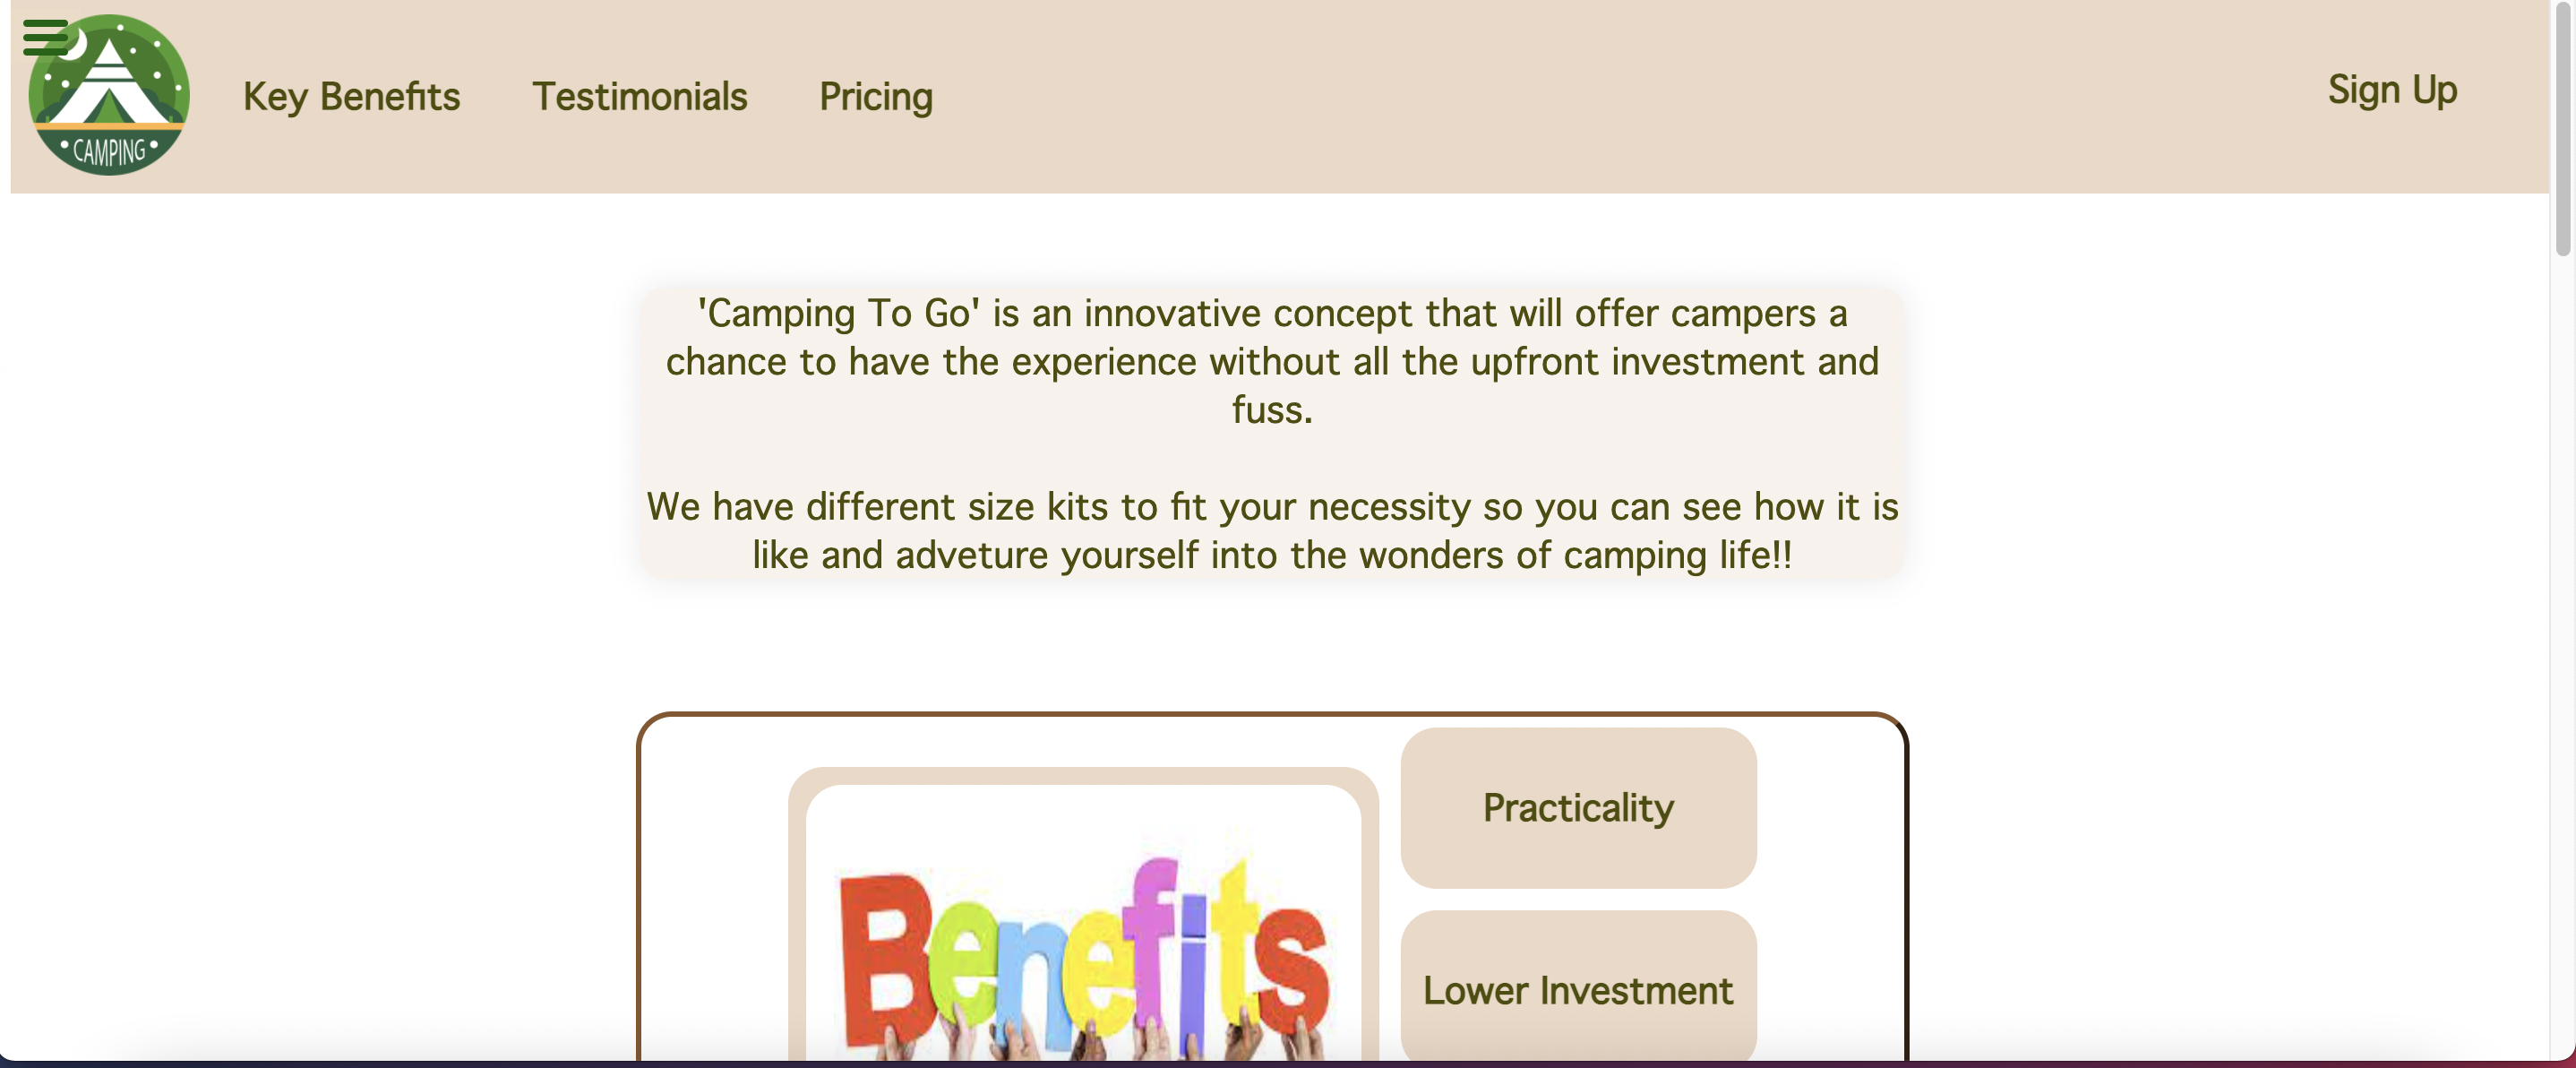 CAMPING
Key Benefits
Testimonials
Pricing
Sign Up
'Camping To Go' is an innovative concept that will offer campers a
chance to have the experience without all the upfront investment and
fuss.
We have different size kits to fit your necessity so you can see how it is
like and adveture yourself into the wonders of camping life!!
Benefits
Practicality
Lower Investment